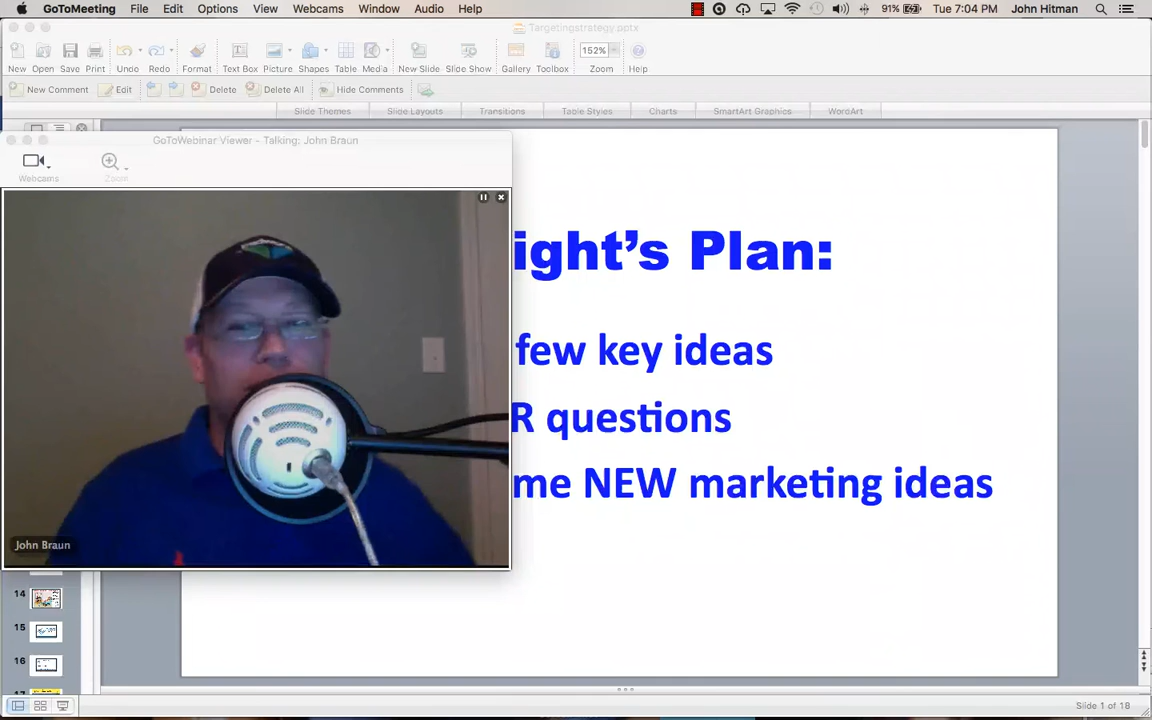 GoToMeeting File Edit Options View Webcams Window Audio Help 91% Tue 7:04 PM John Hitman
Targetingstrategy.pptx
152%
New Open Save Print Undo Redo Format Text Box Picture Shapes Table Media New Slide Slide Show Gallery Toolbox Zoom Help
New Comment Edit Delete Delete All Hide Comments
Slide Themes Slide Layouts Transitions Table Styles Charts SmartArt Graphics WordArt
GoToWebinar Viewer - Talking: John Braun
Webcams Zoom
ight’s Plan:
few key ideas
R questions
me NEW marketing ideas
John Braun
14
15
16
17
Slide 1 of 18